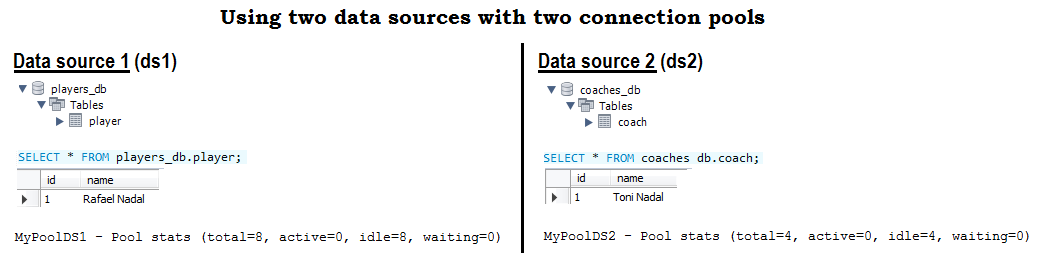 Using two data sources with two connection pools
Data source 1 (ds1)
players_db
Tables
player
SELECT * FROM players_db.player;
id name
1 Rafael Nadal
MyPoolDS1 - Pool stats (total=8, active=0, idle=8, waiting=0)
Data source 2 (ds2)
coaches_db
Tables
coach
SELECT * FROM coaches db.coach;
id name
1 Toni Nadal
MyPoolDS2 - Pool stats (total=4, active=0, idle=4, waiting=0)